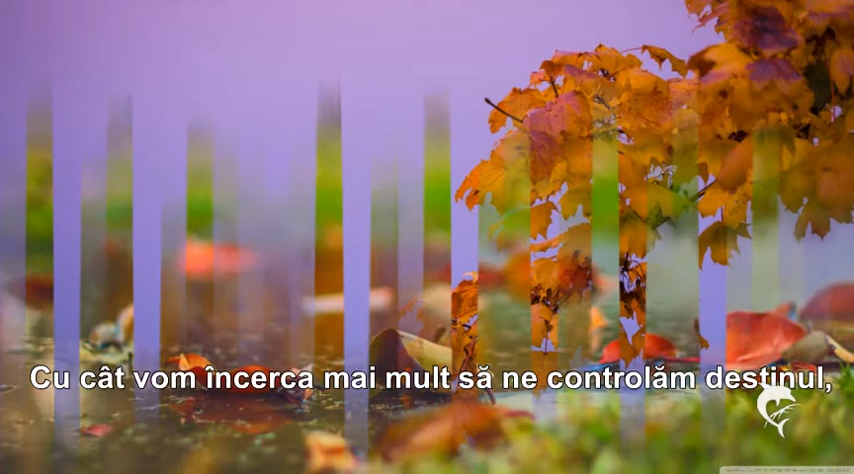 Cu cât vom încerca mai mult să ne controlăm destinul,